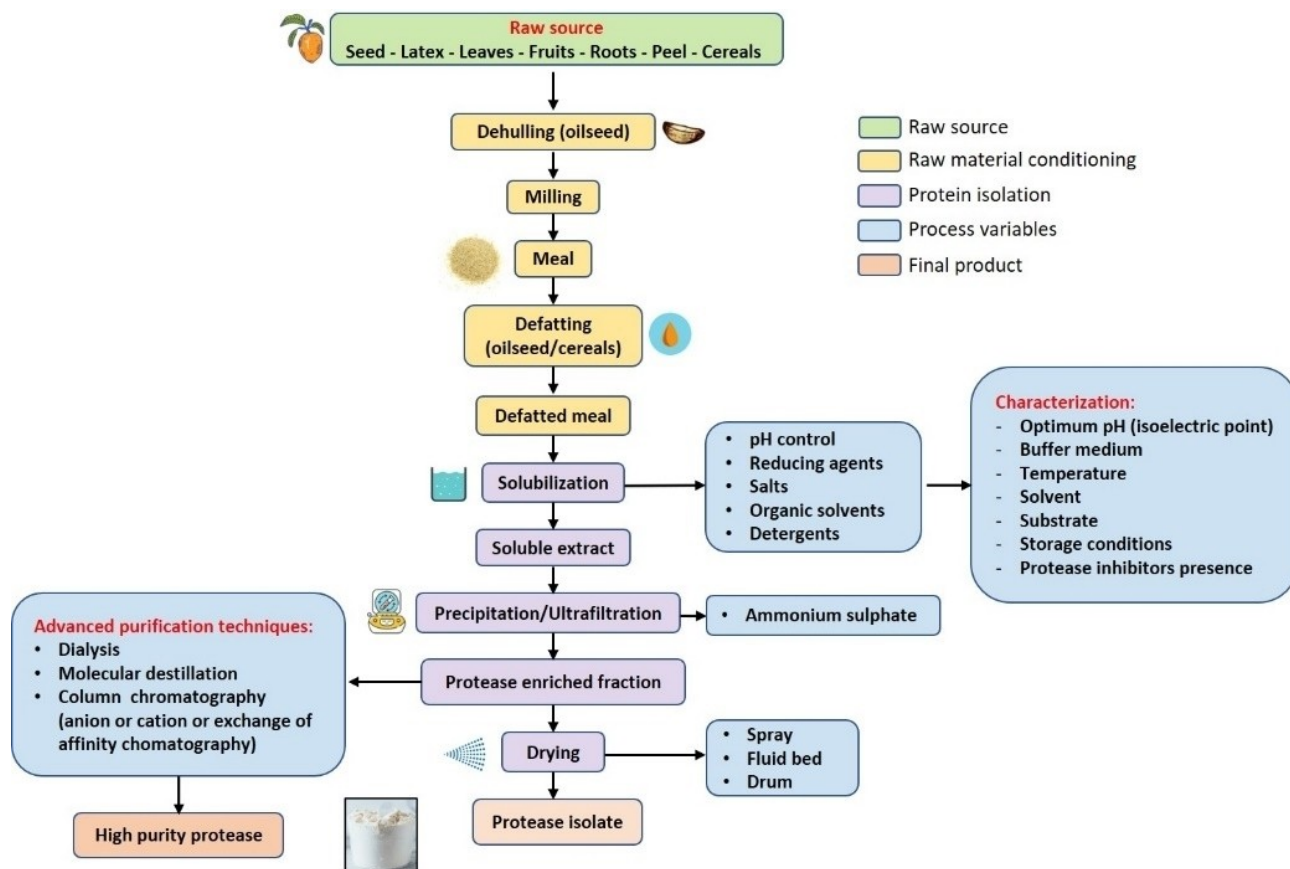 Raw source
Seed - Latex - Leaves - Fruits - Roots - Peel - Cereals
Dehulling (oilseed)
Milling
Meal
Defatting
(oilseed/cereals)
Defatted meal
Solubilization
Soluble extract
Precipitation/Ultrafiltration
Protease enriched fraction
Drying
Protease isolate
Raw source
Raw material conditioning
Protein isolation
Process variables
Final product
• pH control
• Reducing agents
• Salts
• Organic solvents
• Detergents
Characterization:
- Optimum pH (isoelectric point)
- Buffer medium
- Temperature
- Solvent
- Substrate
- Storage conditions
- Protease inhibitors presence
• Ammonium sulphate
Advanced purification techniques:
• Dialysis
• Molecular destillation
• Column chromatography
(anion or cation or exchange of
affinity chomatography)
• Spray
• Fluid bed
• Drum
High purity protease